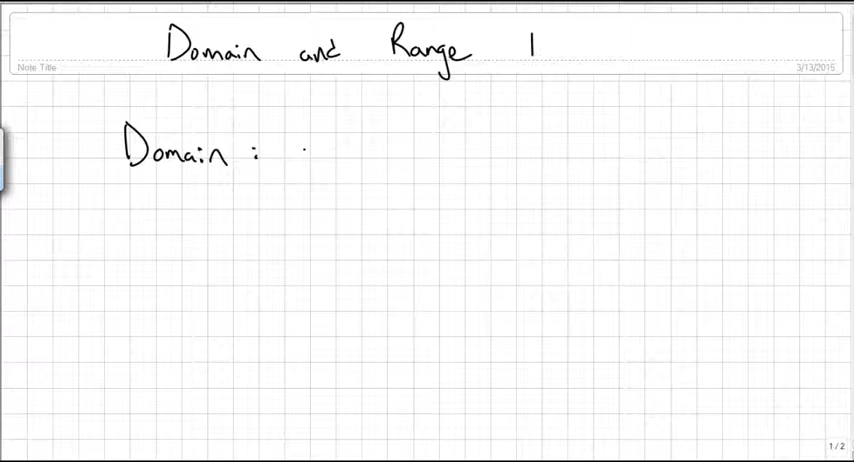 Domain and Range 1
Note Title
3/13/2015
Domain :
1 / 2